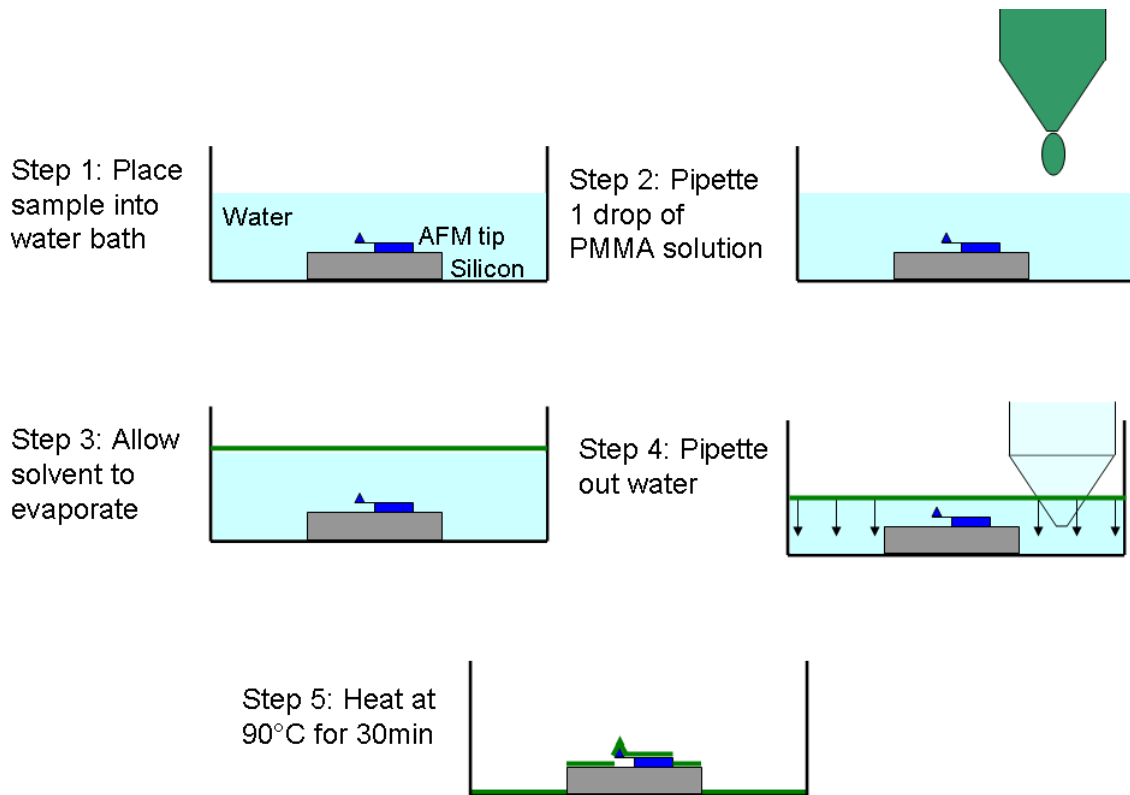 Step 1: Place
sample into
water bath
Water
AFM tip
Silicon
Step 2: Pipette
1 drop of
PMMA solution
Step 3: Allow
solvent to
evaporate
Step 4: Pipette
out water
Step 5: Heat at
90°C for 30min